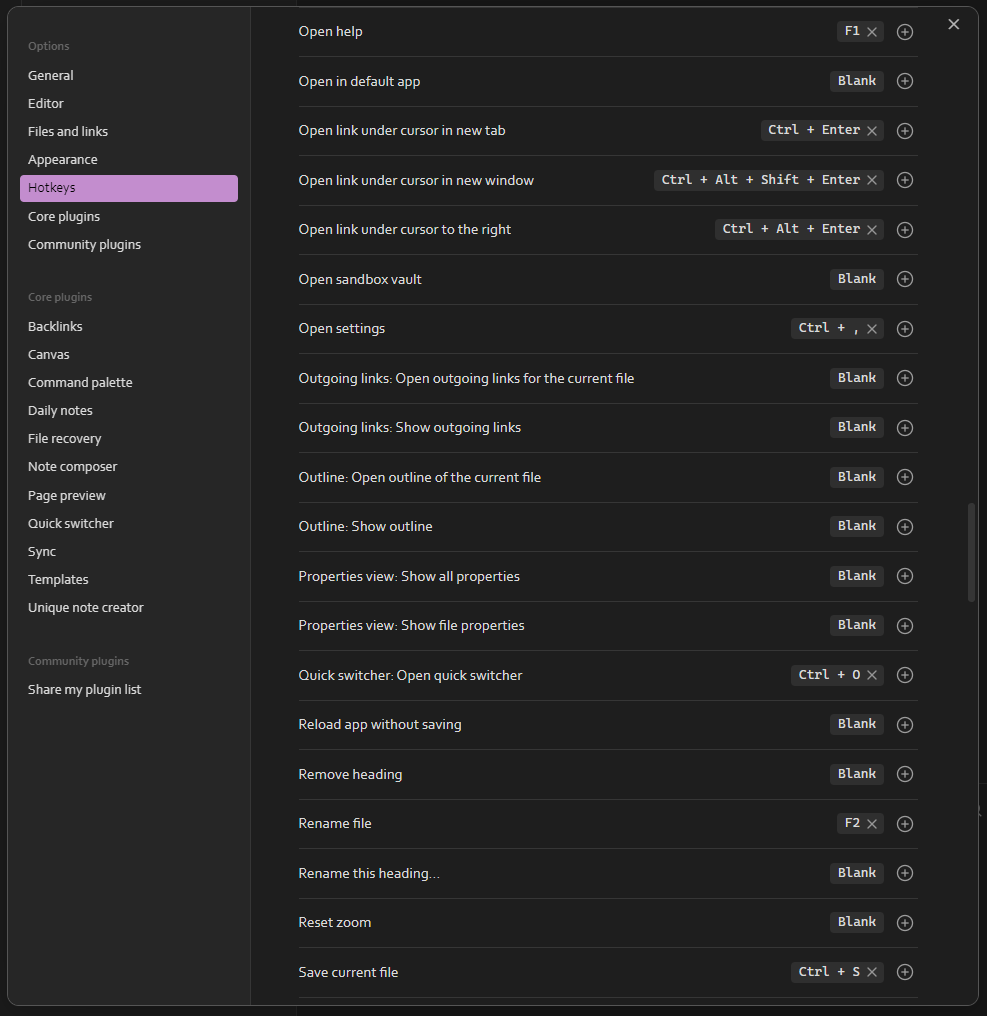 Options
General
Editor
Files and links
Appearance
Hotkeys
Core plugins
Community plugins
Core plugins
Backlinks
Canvas
Command palette
Daily notes
File recovery
Note composer
Page preview
Quick switcher
Sync
Templates
Unique note creator
Community plugins
Share my plugin list
Open help F1
Open in default app Blank
Open link under cursor in new tab Ctrl + Enter
Open link under cursor in new window Ctrl + Alt + Shift + Enter
Open link under cursor to the right Ctrl + Alt + Enter
Open sandbox vault Blank
Open settings Ctrl + ,
Outgoing links: Open outgoing links for the current file Blank
Outgoing links: Show outgoing links Blank
Outline: Open outline of the current file Blank
Outline: Show outline Blank
Properties view: Show all properties Blank
Properties view: Show file properties Blank
Quick switcher: Open quick switcher Ctrl + O
Reload app without saving Blank
Remove heading Blank
Rename file F2
Rename this heading... Blank
Reset zoom Blank
Save current file Ctrl + S